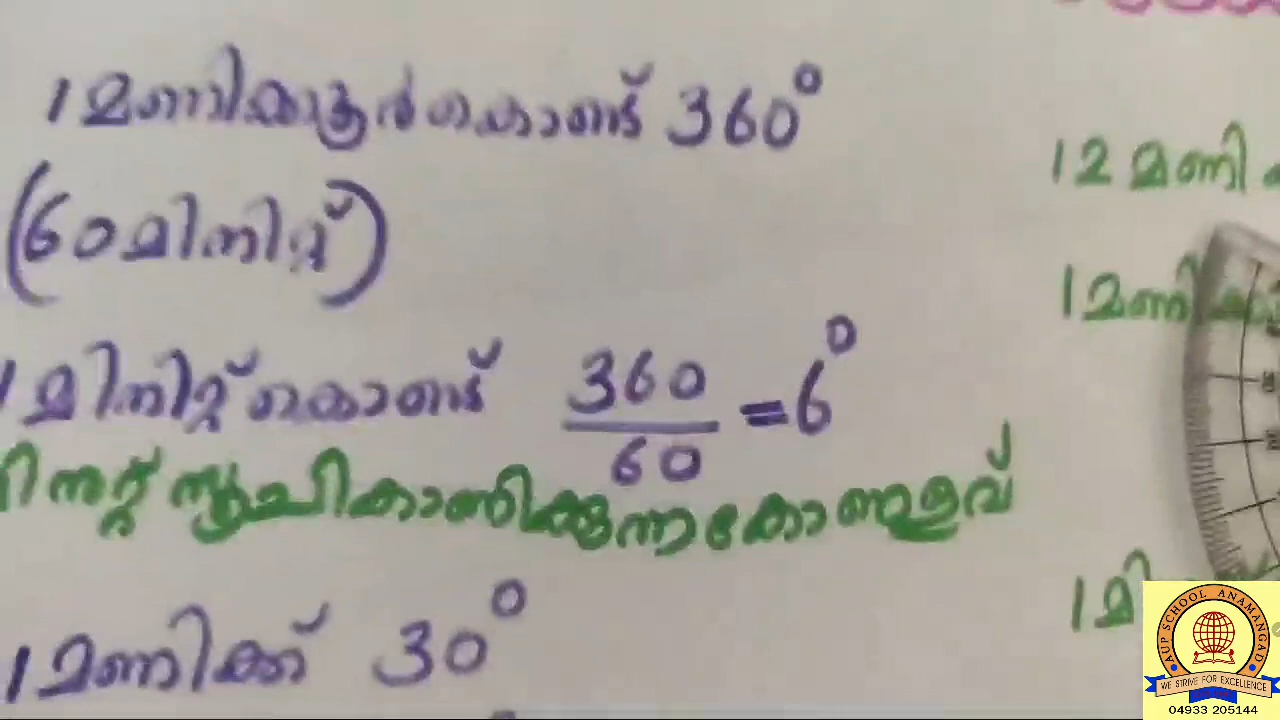 1 മണിക്കൂർ കൊണ്ട് 360°
(60 മിനിറ്റ്)
1 മിനിറ്റ് കൊണ്ട് 360/60 = 6°
സൂചി കാണിക്കുന്ന കോണളവ്
1 മണിക്ക് 30°
12 മണി
1 മണി
1 മി
AUP SCHOOL ANAMANGAD
WE STRIVE FOR EXCELLENCE
04933 205144